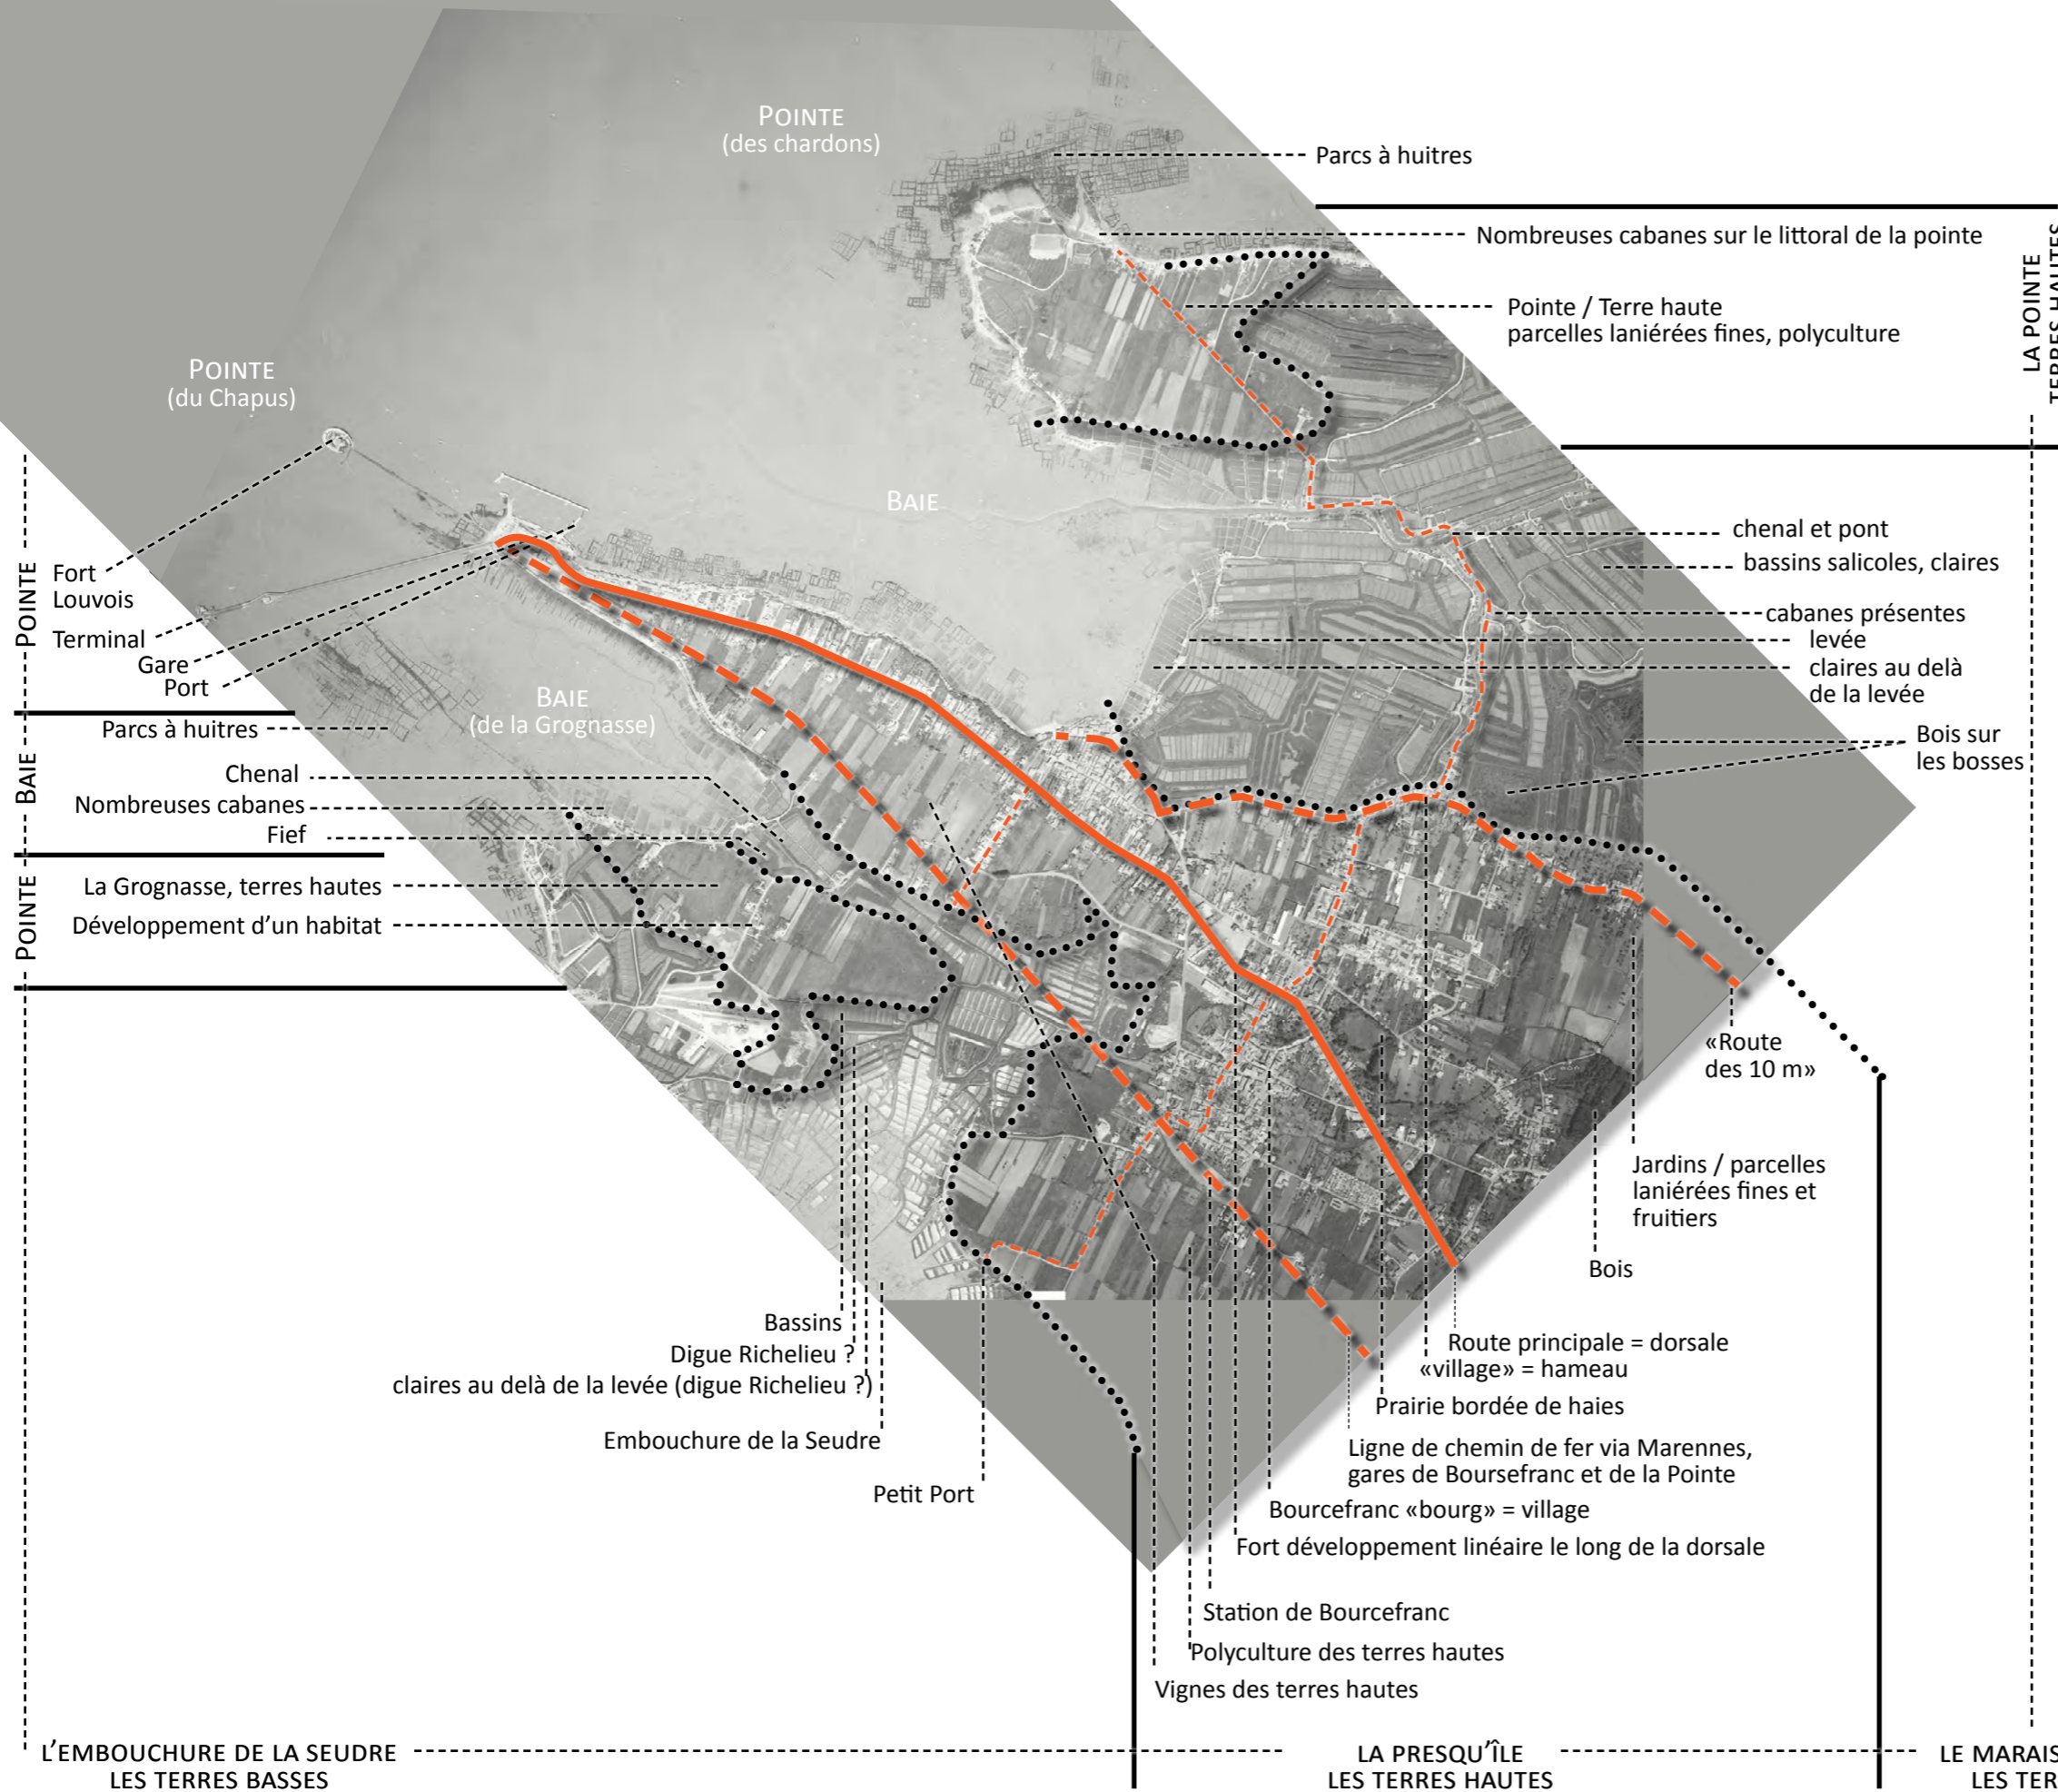 POINTE
(des chardons)
Parcs à huitres
Nombreuses cabanes sur le littoral de la pointe
LA POINTE
TERRES HAUTES
Pointe / Terre haute
parcelles laniérées fines, polyculture
POINTE
(du Chapus)
BAIE
chenal et pont
bassins salicoles, claires
cabanes présentes
levée
claires au delà
de la levée
Bois sur
les bosses
POINTE
Fort
Louvois
Terminal
Gare
Port
BAIE
(de la Grognasse)
BAIE
Parcs à huitres
Chenal
Nombreuses cabanes
Fief
POINTE
La Grognasse, terres hautes
Développement d'un habitat
«Route
des 10 m»
Jardins / parcelles
laniérées fines et
fruitiers
Bois
Bassins
Digue Richelieu ?
claires au delà de la levée (digue Richelieu ?)
Embouchure de la Seudre
Petit Port
Route principale = dorsale
«village» = hameau
Prairie bordée de haies
Ligne de chemin de fer via Marennes,
gares de Boursefranc et de la Pointe
Bourcefranc «bourg» = village
Fort développement linéaire le long de la dorsale
Station de Bourcefranc
Polyculture des terres hautes
Vignes des terres hautes
L'EMBOUCHURE DE LA SEUDRE
LES TERRES BASSES
LA PRESQU'ÎLE
LES TERRES HAUTES
LE MARAIS
LES TER